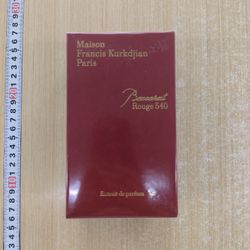 Maison
Francis Kurkdjian
Paris
Baccarat
Rouge 540
Extrait de parfum